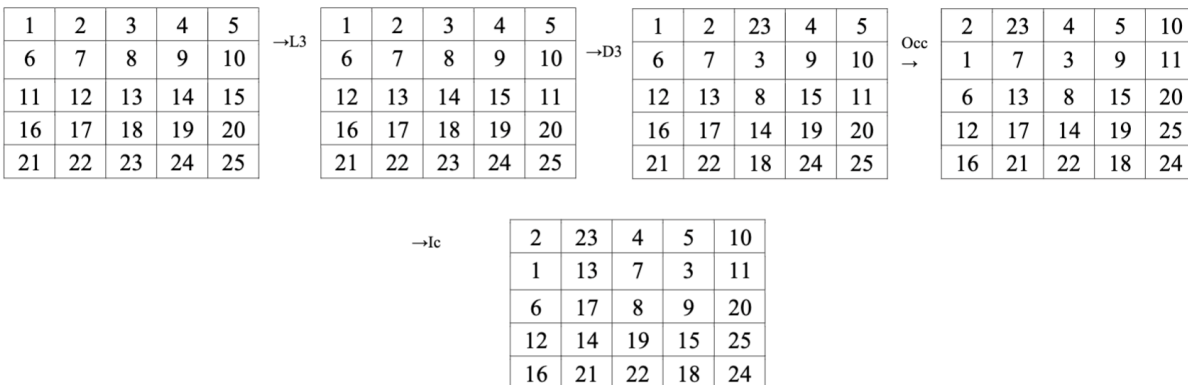 1 2 3 4 5 →L3 1 2 3 4 5 →D3 1 2 23 4 5 Occ → 2 23 4 5 10
6 7 8 9 10 6 7 8 9 10 6 7 3 9 10 1 7 3 9 11
11 12 13 14 15 12 13 14 15 11 12 13 8 15 11 6 13 8 15 20
16 17 18 19 20 16 17 18 19 20 16 17 14 19 20 12 17 14 19 25
21 22 23 24 25 21 22 23 24 25 21 22 18 24 25 16 21 22 18 24
→Ic 2 23 4 5 10
1 13 7 3 11
6 17 8 9 20
12 14 19 15 25
16 21 22 18 24